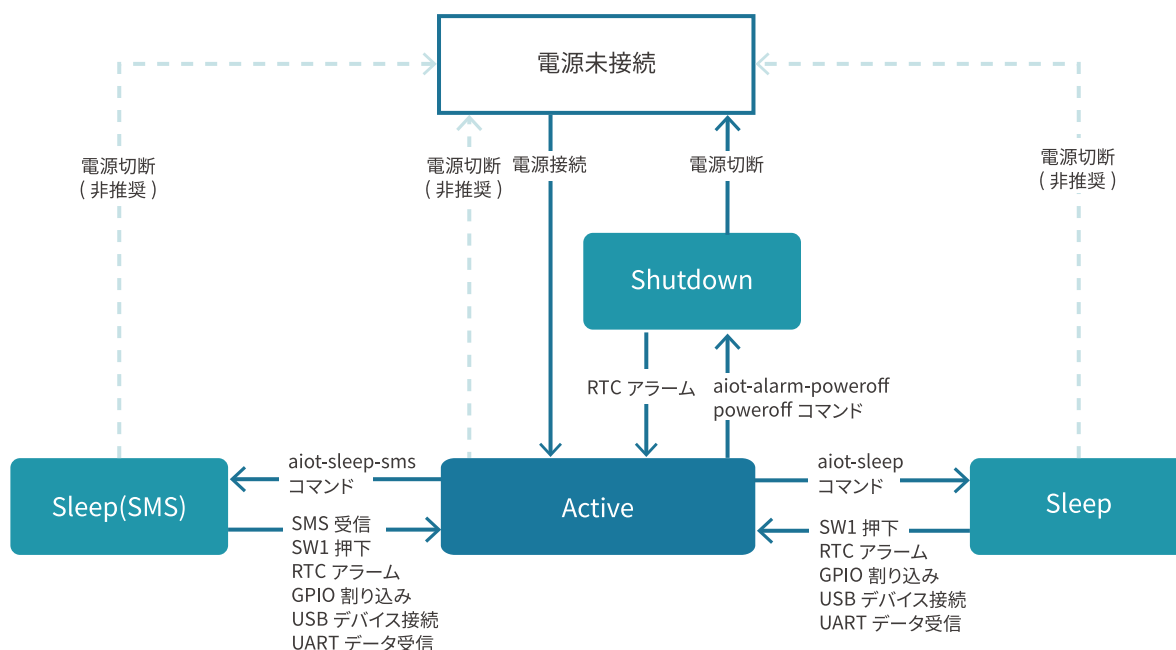 電源未接続
電源切断
( 非推奨 )
電源切断
( 非推奨 )
電源接続
電源切断
電源切断
( 非推奨 )
Shutdown
RTC アラーム
aiot-alarm-poweroff
poweroff コマンド
Sleep(SMS)
aiot-sleep-sms
コマンド
SMS 受信
SW1 押下
RTC アラーム
GPIO 割り込み
USB デバイス接続
UART データ受信
Active
aiot-sleep
コマンド
SW1 押下
RTC アラーム
GPIO 割り込み
USB デバイス接続
UART データ受信
Sleep